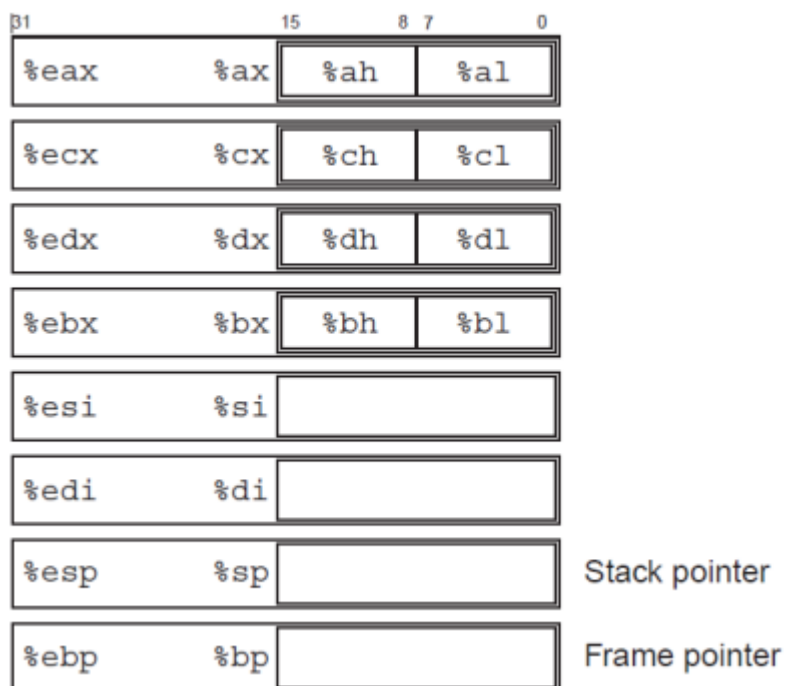 31 15 8 7 0
%eax %ax %ah %al
%ecx %cx %ch %cl
%edx %dx %dh %dl
%ebx %bx %bh %bl
%esi %si
%edi %di
%esp %sp Stack pointer
%ebp %bp Frame pointer